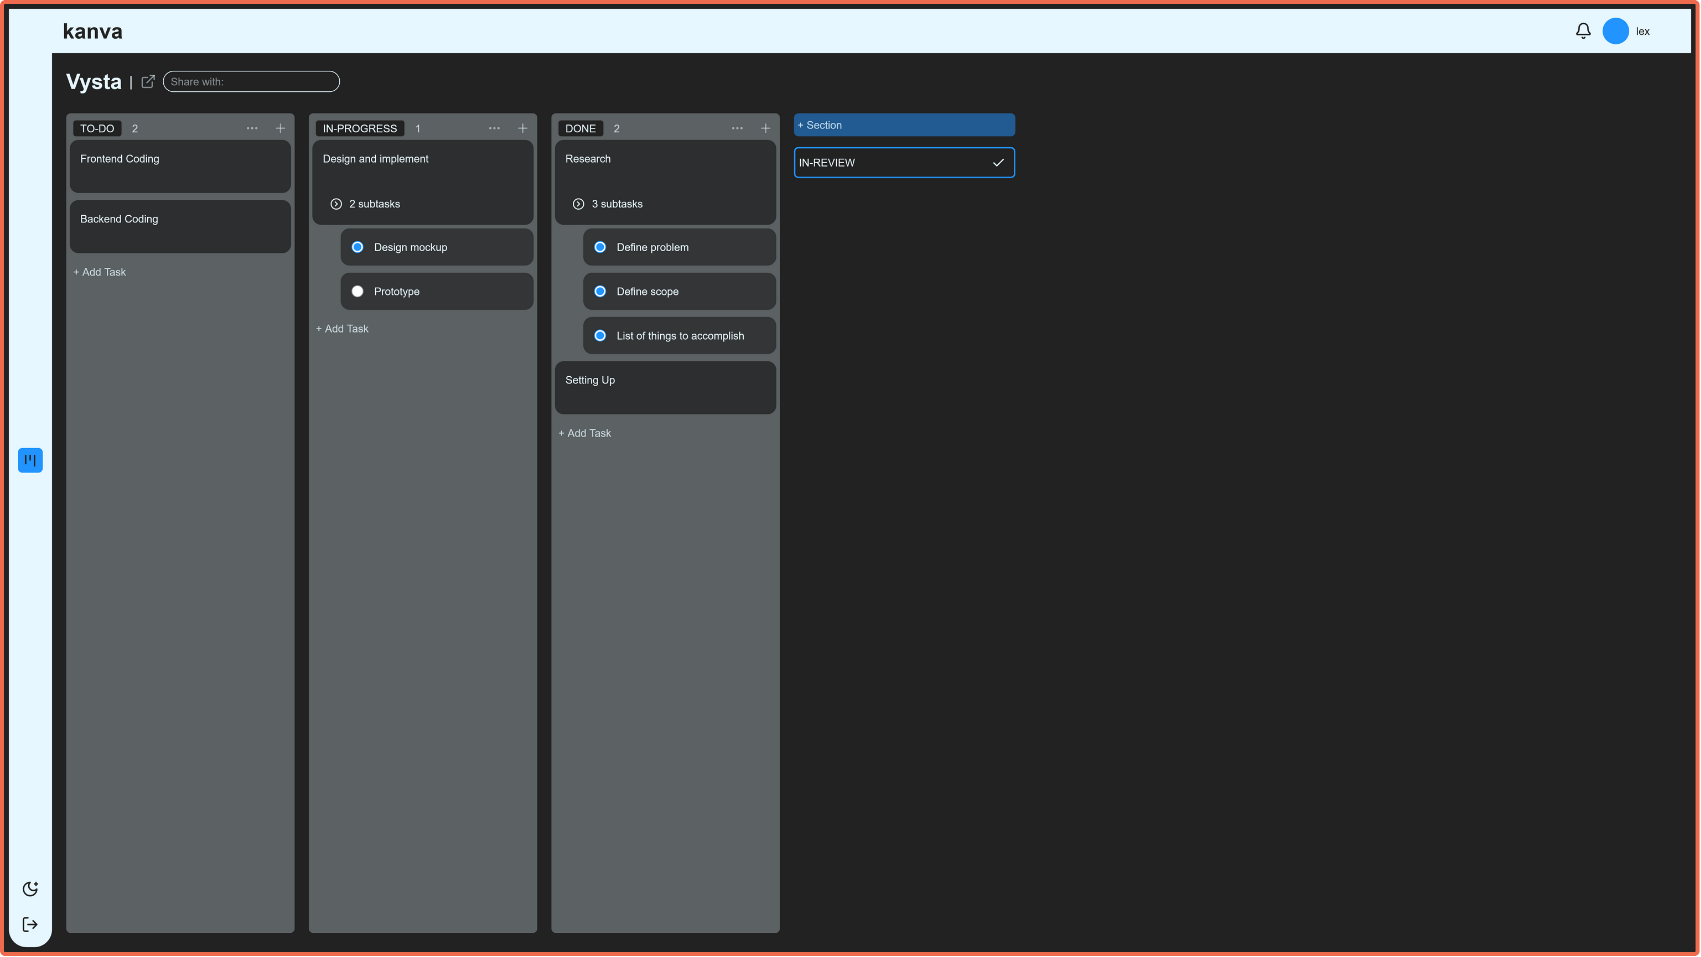 kanva
lex
Vysta |
Share with:
TO-DO 2
Frontend Coding
Backend Coding
+ Add Task
IN-PROGRESS 1
Design and implement
2 subtasks
Design mockup
Prototype
+ Add Task
DONE 2
Research
3 subtasks
Define problem
Define scope
List of things to accomplish
Setting Up
+ Add Task
+ Section
IN-REVIEW